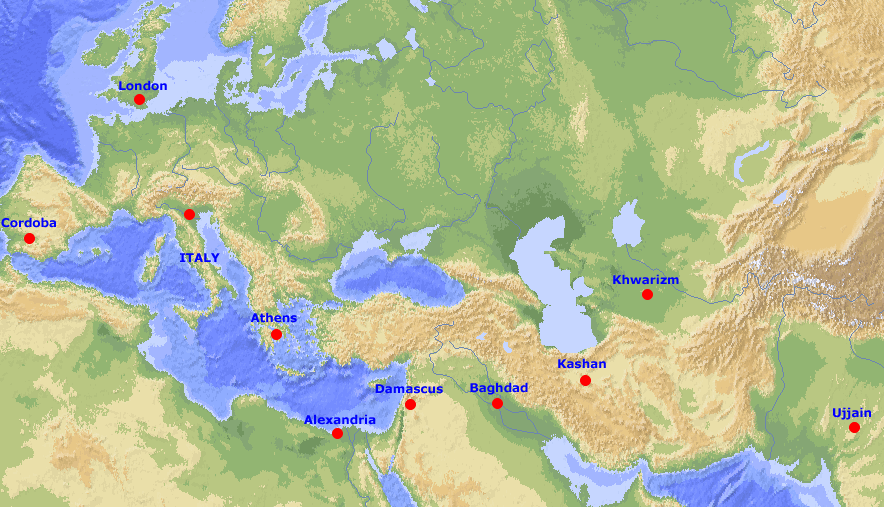 London
Cordoba
ITALY
Khwarizm
Athens
Kashan
Damascus
Baghdad
Alexandria
Ujjain